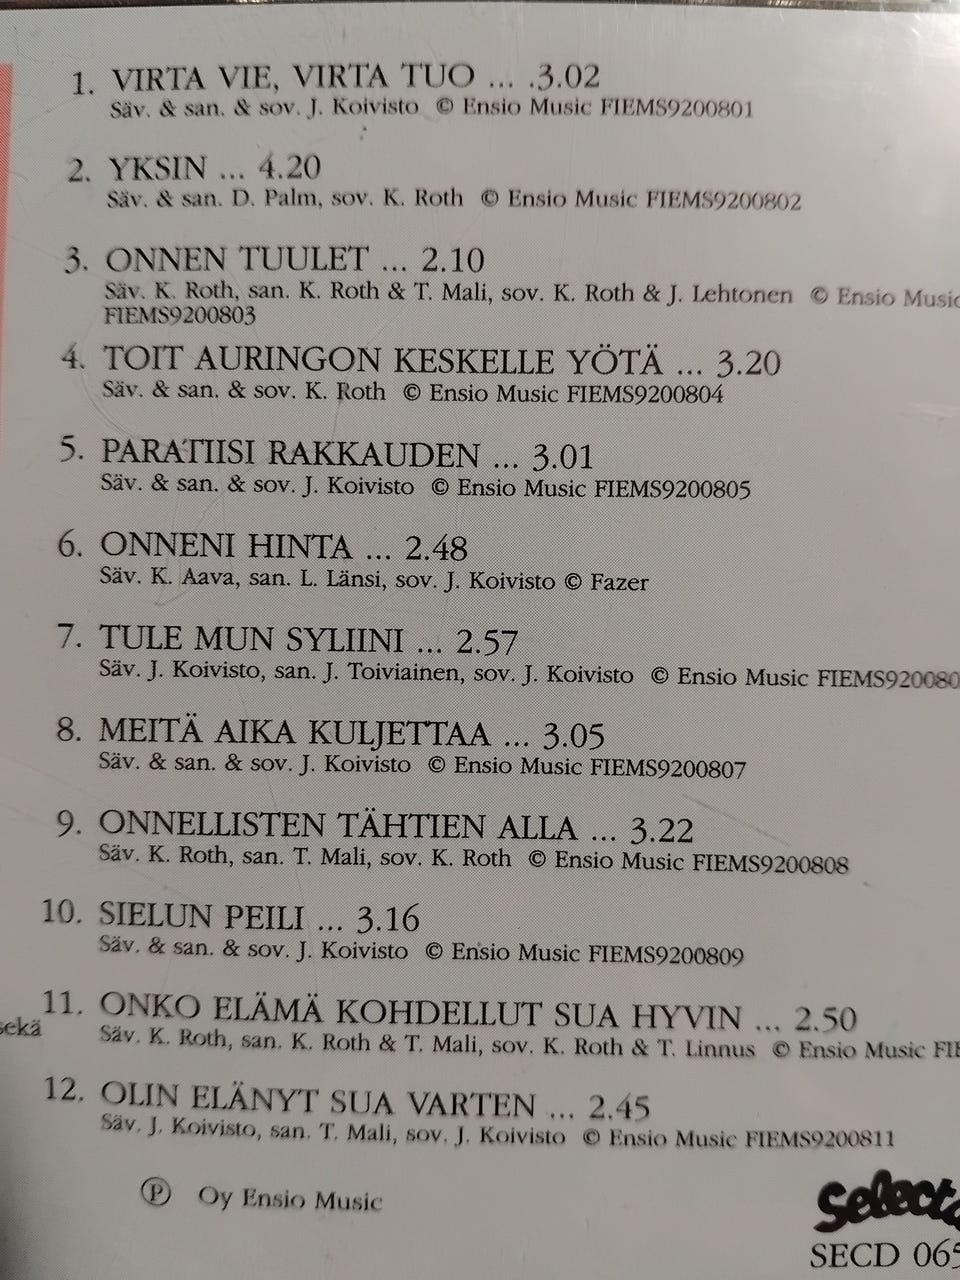 1. VIRTA VIE, VIRTA TUO ... .3.02
Säv. & san. & sov. J. Koivisto © Ensio Music FIEMS9200801
2. YKSIN ... 4.20
Säv. & san. D. Palm, sov. K. Roth © Ensio Music FIEMS9200802
3. ONNEN TUULET ... 2.10
Säv. K. Roth, san. K. Roth & T. Mali, sov. K. Roth & J. Lehtonen © Ensio Music
FIEMS9200803
4. TOIT AURINGON KESKELLE YÖTÄ ... 3.20
Säv. & san. & sov. K. Roth © Ensio Music FIEMS9200804
5. PARATIISI RAKKAUDEN ... 3.01
Säv. & san. & sov. J. Koivisto © Ensio Music FIEMS9200805
6. ONNENI HINTA ... 2.48
Säv. K. Aava, san. L. Länsi, sov. J. Koivisto © Fazer
7. TULE MUN SYLIINI ... 2.57
Säv. J. Koivisto, san. J. Toiviainen, sov. J. Koivisto © Ensio Music FIEMS920080
8. MEITÄ AIKA KULJETTAA ... 3.05
Säv. & san. & sov. J. Koivisto © Ensio Music FIEMS9200807
9. ONNELLISTEN TÄHTIEN ALLA ... 3.22
Säv. K. Roth, san. T. Mali, sov. K. Roth © Ensio Music FIEMS9200808
10. SIELUN PEILI ... 3.16
Säv. & san. & sov. J. Koivisto © Ensio Music FIEMS9200809
11. ONKO ELÄMÄ KOHDELLUT SUA HYVIN ... 2.50
sekä
Säv. K. Roth, san. K. Roth & T. Mali, sov. K. Roth & T. Linnus © Ensio Music FIE
12. OLIN ELÄNYT SUA VARTEN ... 2.45
Säv. J. Koivisto, san. T. Mali, sov. J. Koivisto © Ensio Music FIEMS9200811
℗ Oy Ensio Music
Selecta
SECD 065